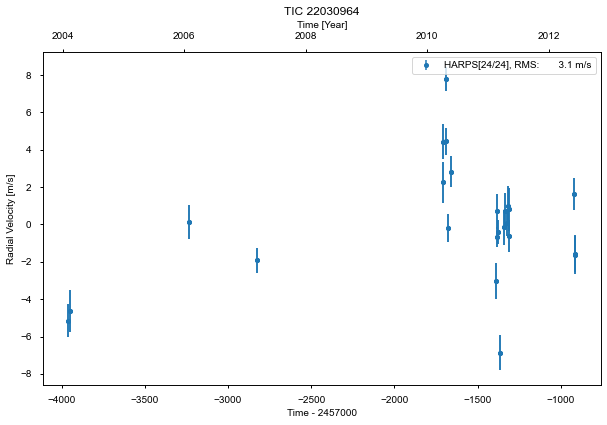 TIC 22030964
Time [Year]
2004 2006 2008 2010 2012
HARPS[24/24], RMS: 3.1 m/s
8
6
4
2
0
−2
−4
−6
−8
Radial Velocity [m/s]
−4000 −3500 −3000 −2500 −2000 −1500 −1000
Time - 2457000